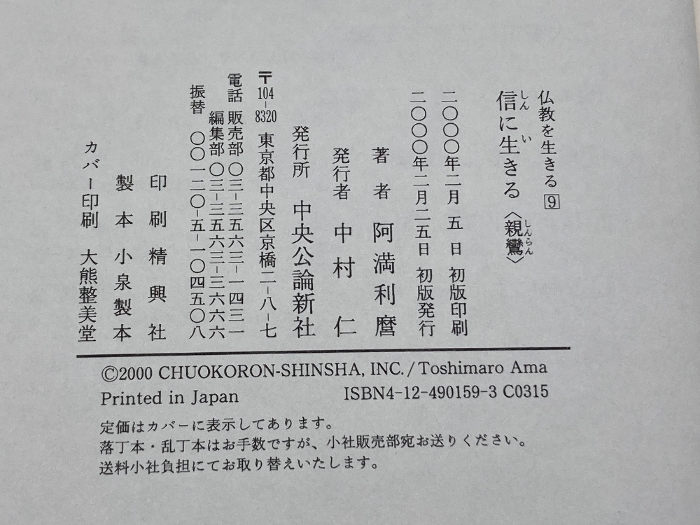 仏教を生きる 9
信に生きる〈親鸞〉
しん い しんらん
二〇〇〇年二月 五 日 初版印刷
二〇〇〇年二月二五日 初版発行
著 者 阿満利麿
発行者 中村 仁
発行所 中央公論新社
〒104-8320 東京都中央区京橋二-八-七
電話 販売部〇三-三五六三-一四三一
編集部〇三-三五六三-三六六六
振替 〇〇一二〇-五-一〇四五〇八
印刷 精興社
製本 小泉製本
カバー印刷 大熊整美堂
©2000 CHUOKORON-SHINSHA, INC./Toshimaro Ama
Printed in Japan ISBN4-12-490159-3 C0315
定価はカバーに表示してあります。
落丁本・乱丁本はお手数ですが、小社販売部宛お送りください。
送料小社負担にてお取り替えいたします。